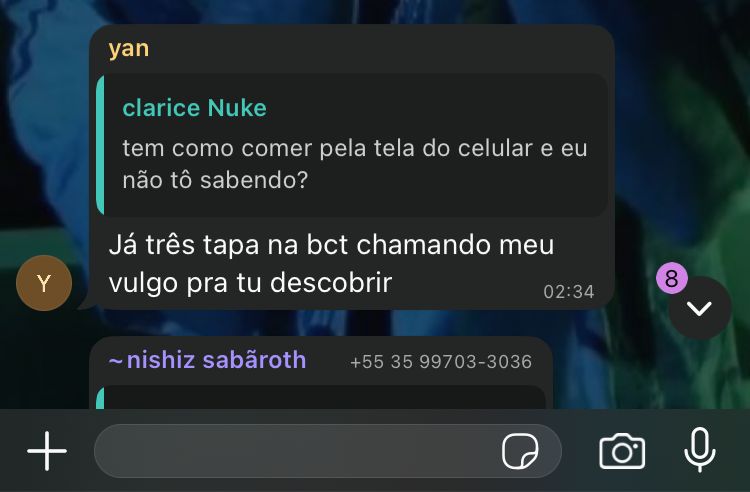 yan
clarice Nuke
tem como comer pela tela do celular e eu
não tô sabendo?
Já três tapa na bct chamando meu
vulgo pra tu descobrir
02:34
Y
8
~nishiz sabãroth +55 35 99703-3036